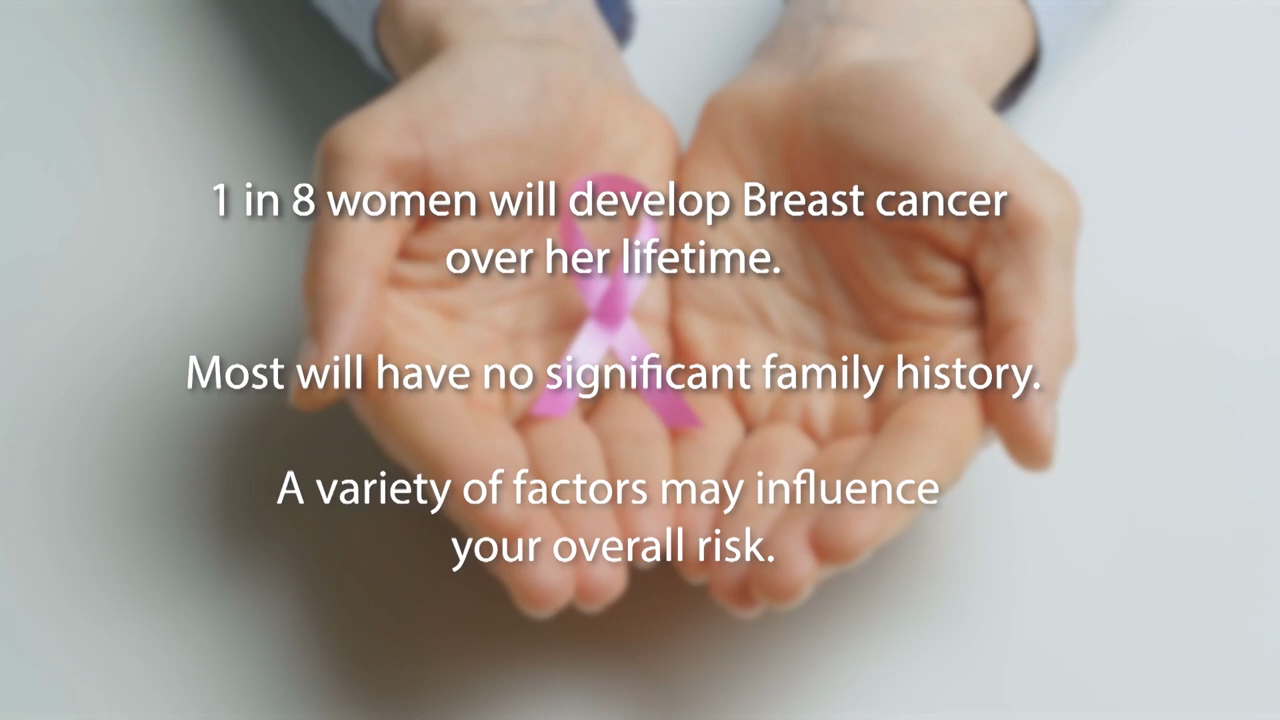 1 in 8 women will develop Breast cancer
over her lifetime.
Most will have no significant family history.
A variety of factors may influence
your overall risk.